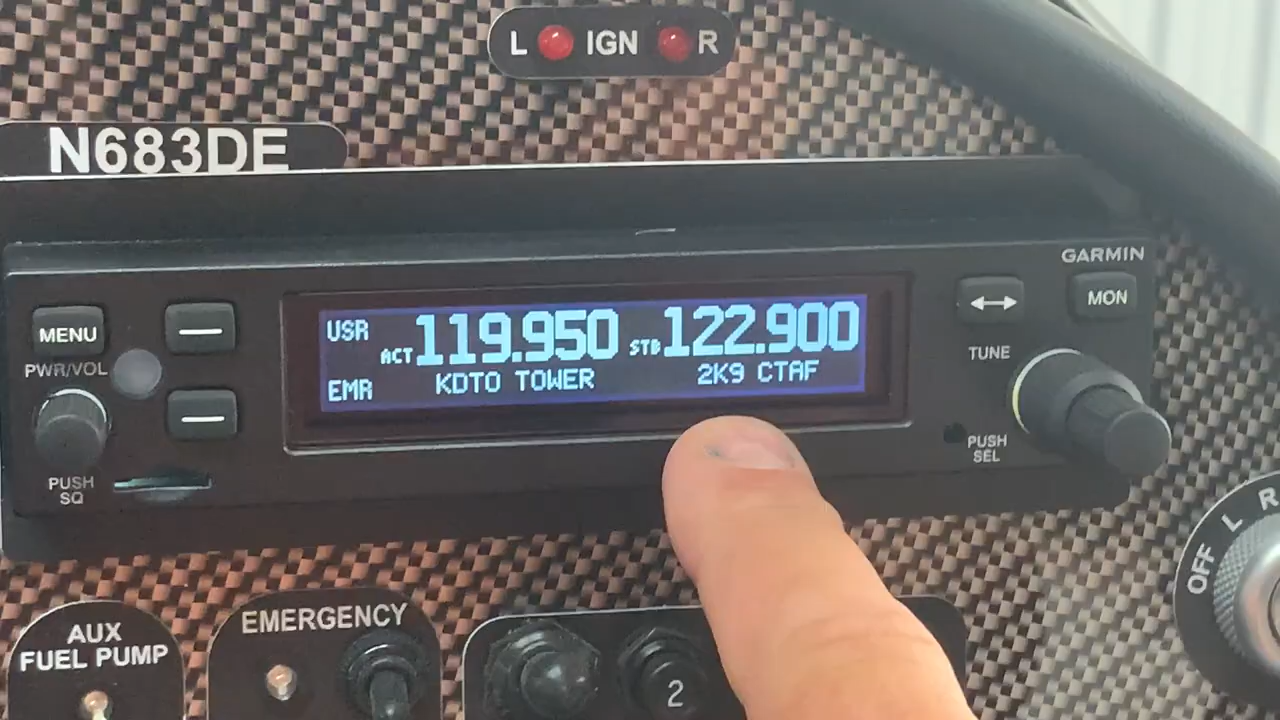 L IGN R
N683DE
GARMIN
MENU
MON
PWR/VOL
USR
ACT 119.950 STB 122.900
KDTO TOWER 2K9 CTAF
EMR
TUNE
PUSH
SQ
PUSH
SEL
OFF L R
EMERGENCY
AUX
FUEL PUMP
2